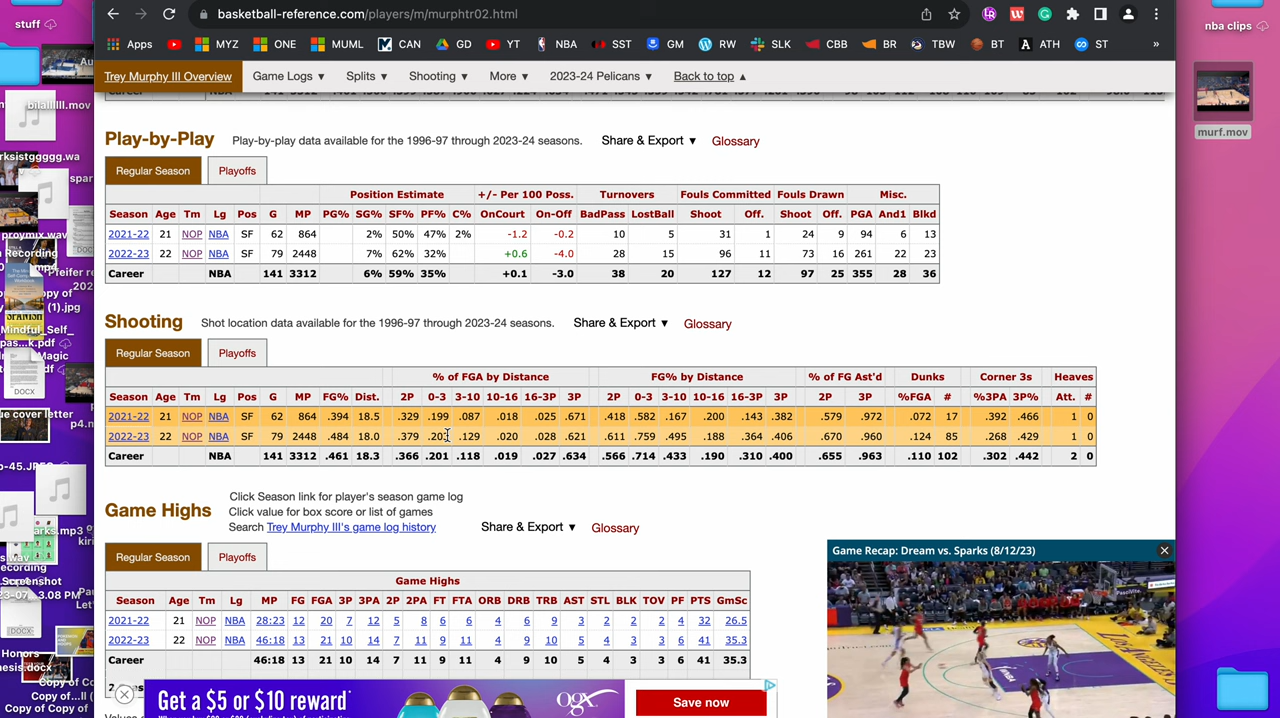 stuff
basketball-reference.com/players/m/murphtr02.html
nba clips
Apps MYZ ONE MUML CAN GD YT NBA SST GM RW SLK CBB BR TBW BT ATH ST »
Trey Murphy III Overview Game Logs ▼ Splits ▼ Shooting ▼ More ▼ 2023-24 Pelicans ▼ Back to top ▲
bilallllll.mov
murf.mov
Play-by-Play Play-by-play data available for the 1996-97 through 2023-24 seasons. Share & Export ▼ Glossary
Regular Season Playoffs
Position Estimate +/- Per 100 Poss. Turnovers Fouls Committed Fouls Drawn Misc.
Season Age Tm Lg Pos G MP PG% SG% SF% PF% C% OnCourt On-Off BadPass LostBall Shoot Off. Shoot Off. PGA And1 Blkd
2021-22 21 NOP NBA SF 62 864 2% 50% 47% 2% -1.2 -0.2 10 5 31 1 24 9 94 6 13
2022-23 22 NOP NBA SF 79 2448 7% 62% 32% +0.6 -4.0 28 15 96 11 73 16 261 22 23
Career NBA 141 3312 6% 59% 35% +0.1 -3.0 38 20 127 12 97 25 355 28 36
Shooting Shot location data available for the 1996-97 through 2023-24 seasons. Share & Export ▼ Glossary
Regular Season Playoffs
% of FGA by Distance FG% by Distance % of FG Ast'd Dunks Corner 3s Heaves
Season Age Tm Lg Pos G MP FG% Dist. 2P 0-3 3-10 10-16 16-3P 3P 2P 0-3 3-10 10-16 16-3P 3P 2P 3P %FGA # %3PA 3P% Att. #
2021-22 21 NOP NBA SF 62 864 .394 18.5 .329 .199 .087 .018 .025 .671 .418 .582 .167 .200 .143 .382 .579 .972 .072 17 .392 .466 1 0
2022-23 22 NOP NBA SF 79 2448 .484 18.0 .379 .203 .129 .020 .028 .621 .611 .759 .495 .188 .364 .406 .670 .960 .124 85 .268 .429 1 0
Career NBA 141 3312 .461 18.3 .366 .201 .118 .019 .027 .634 .566 .714 .433 .190 .310 .400 .655 .963 .110 102 .302 .442 2 0
Game Highs
Click Season link for player's season game log
Click value for box score or list of games
Search Trey Murphy III's game log history
Share & Export ▼ Glossary
Regular Season Playoffs
Game Highs
Season Age Tm Lg MP FG FGA 3P 3PA 2P 2PA FT FTA ORB DRB TRB AST STL BLK TOV PF PTS GmSc
2021-22 21 NOP NBA 28:23 12 20 7 12 5 8 6 6 4 6 9 3 2 2 2 4 32 26.5
2022-23 22 NOP NBA 46:18 13 21 10 14 7 11 9 11 4 9 10 5 4 3 3 6 41 35.3
Career NBA 46:18 13 21 10 14 7 11 9 11 4 9 10 5 4 3 3 6 41 35.3
Game Recap: Dream vs. Sparks (8/12/23)
Get a $5 or $10 reward*
ogx
Save now
DOCX
DOCX